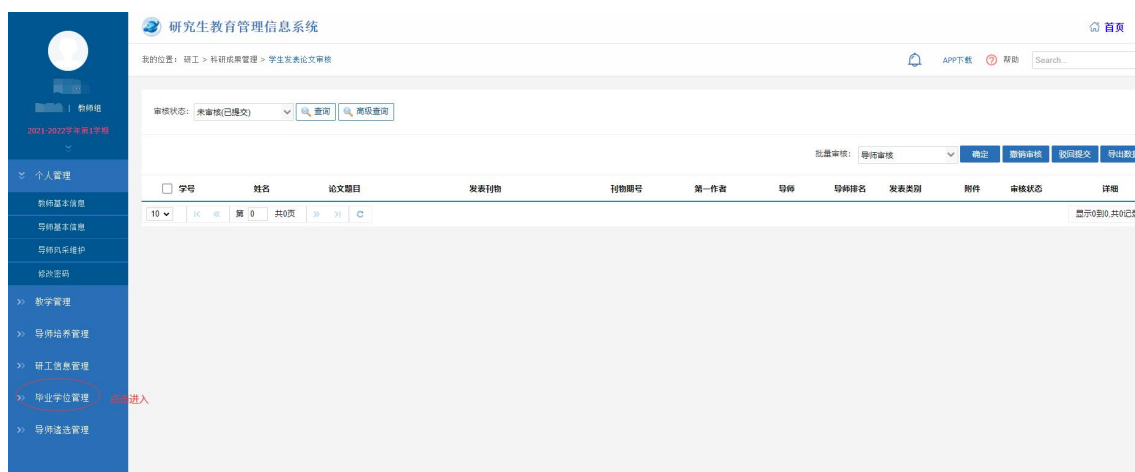 研究生教育管理信息系统
首页
我的位置： 研工 > 科研成果管理 > 学生发表论文审核
APP下载
帮助
Search...
| 教师组
2021-2022学年第1学期
个人管理
教师基本信息
导师基本信息
导师风采维护
修改密码
教学管理
导师培养管理
研工信息管理
毕业学位管理
点击进入
导师遴选管理
审核状态： 未审核(已提交) 查询 高级查询
批量审核： 导师审核 确定 撤销审核 驳回提交 导出数据
学号 姓名 论文题目 发表刊物 刊物期号 第一作者 导师 导师排名 发表类别 附件 审核状态 详细
10 第 0 共0页
显示0到0,共0记